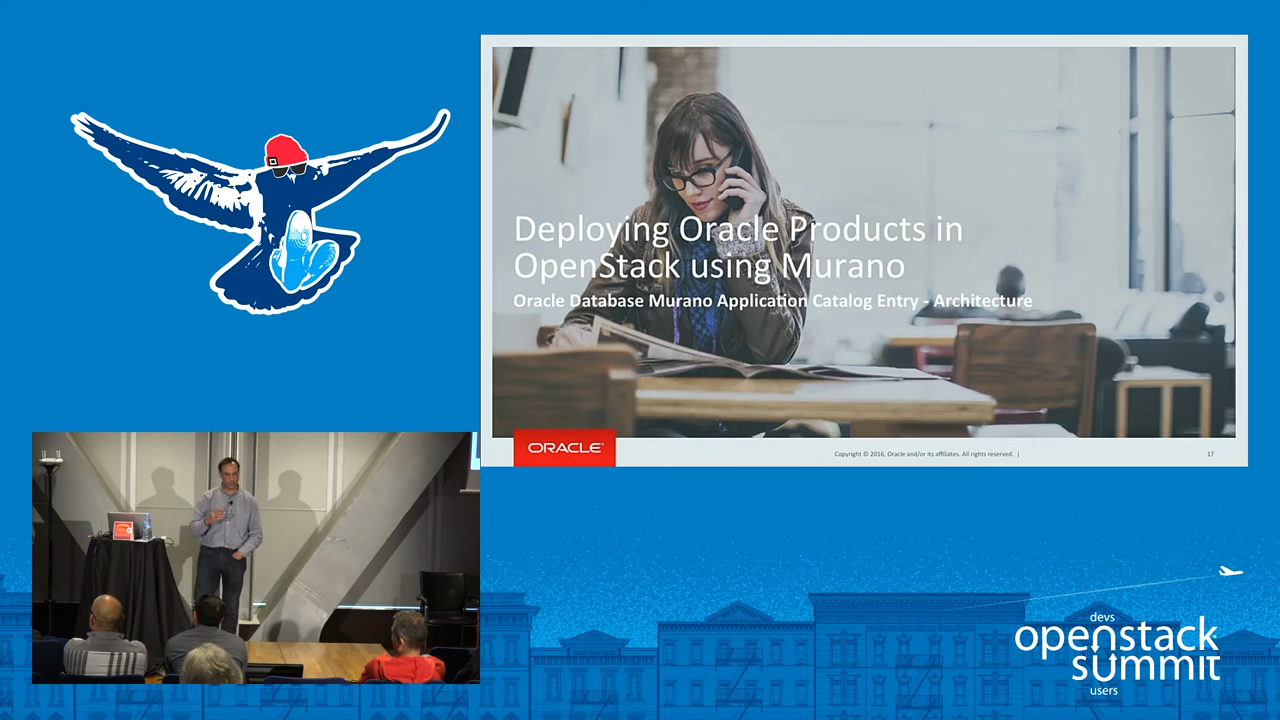 Deploying Oracle Products in
OpenStack using Murano
Oracle Database Murano Application Catalog Entry - Architecture
ORACLE
Copyright © 2016, Oracle and/or its affiliates. All rights reserved. |
17
devs
openstack
summit
users